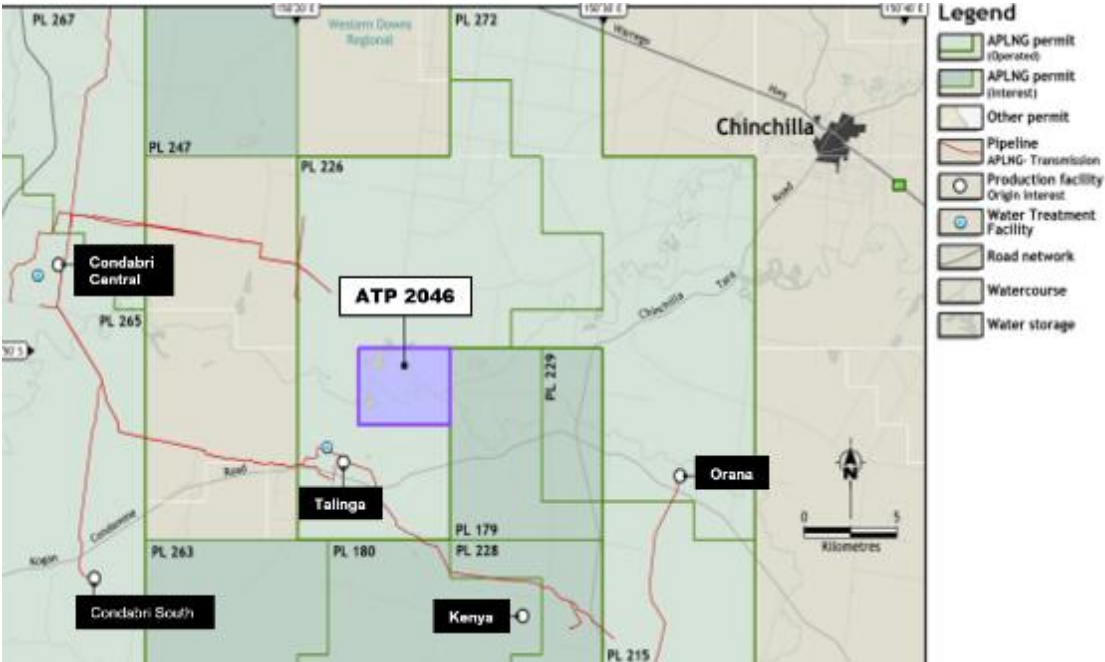 PL 267
150°20' E
Western Downs
Regional
PL 272
150°30' E
Warrego
Hwy
150°40' E
Chinchilla
PL 247
PL 226
Condabri
Central
ATP 2046
PL 265
Chinchilla
Tara
Road
PL 229
Talinga
Orana
Road
Condamine
Kogan
PL 179
PL 263
PL 180
PL 228
Condabri South
Kenya
PL 215
N
0 5
Kilometres
Legend
APLNG permit
(Operated)
APLNG permit
(Interest)
Other permit
Pipeline
APLNG- Transmission
Production facility
Origin interest
Water Treatment
Facility
Road network
Watercourse
Water storage